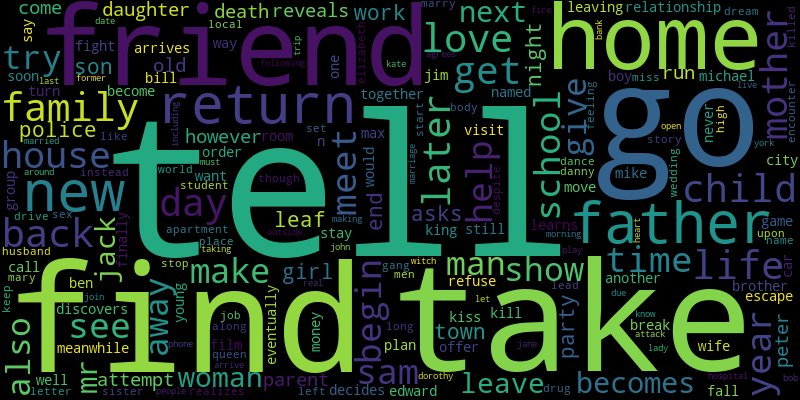 come
daughter
death
reveals
work
next
leaving
relationship
dream
say
date
friend
local
marry
fire
home
killed
try
fight
arrives
way
love
night
trip
bank
mother
soon
son
old
one
elizabeth
agrees
boy
miss
michael
last
turn
former
bill
jim
get
run
following
kate
live
family
become
return
together
named
feeling
encounter
including
body
give
go
never
high
police
tell
later
school
open
york
married
like
however
room
set
n
max
start
visit
story
city
house
around
order
meet
would
help
dance
wedding
instead
world
must
though
marriage
despite
danny
mike
new
want
day
student
leaf
end
move
child
group
drive
sex
apartment
place
making
asks
learns
father
game
back
jack
finally
taking
stay
king
still
upon
name
husband
outside
john
morning
heart
call
stop
make
girl
begin
gang
man
show
time
life
car
mary
ben
find
take
witch
refuse
play
another
brother
keep
join
young
men
let
lead
due
escape
discovers
job
real
long
kiss
kill
party
know
also
see
away
along
money
plan
town
break
attack
year
peter
meanwhile
film
eventually
offer
jane
lady
wife
phone
queen
mr
well
attempt
woman
arrive
parent
sam
dorothy
leave
drug
becomes
hospital
bob
letter
sister
people
realizes
left
decides
edward
fall